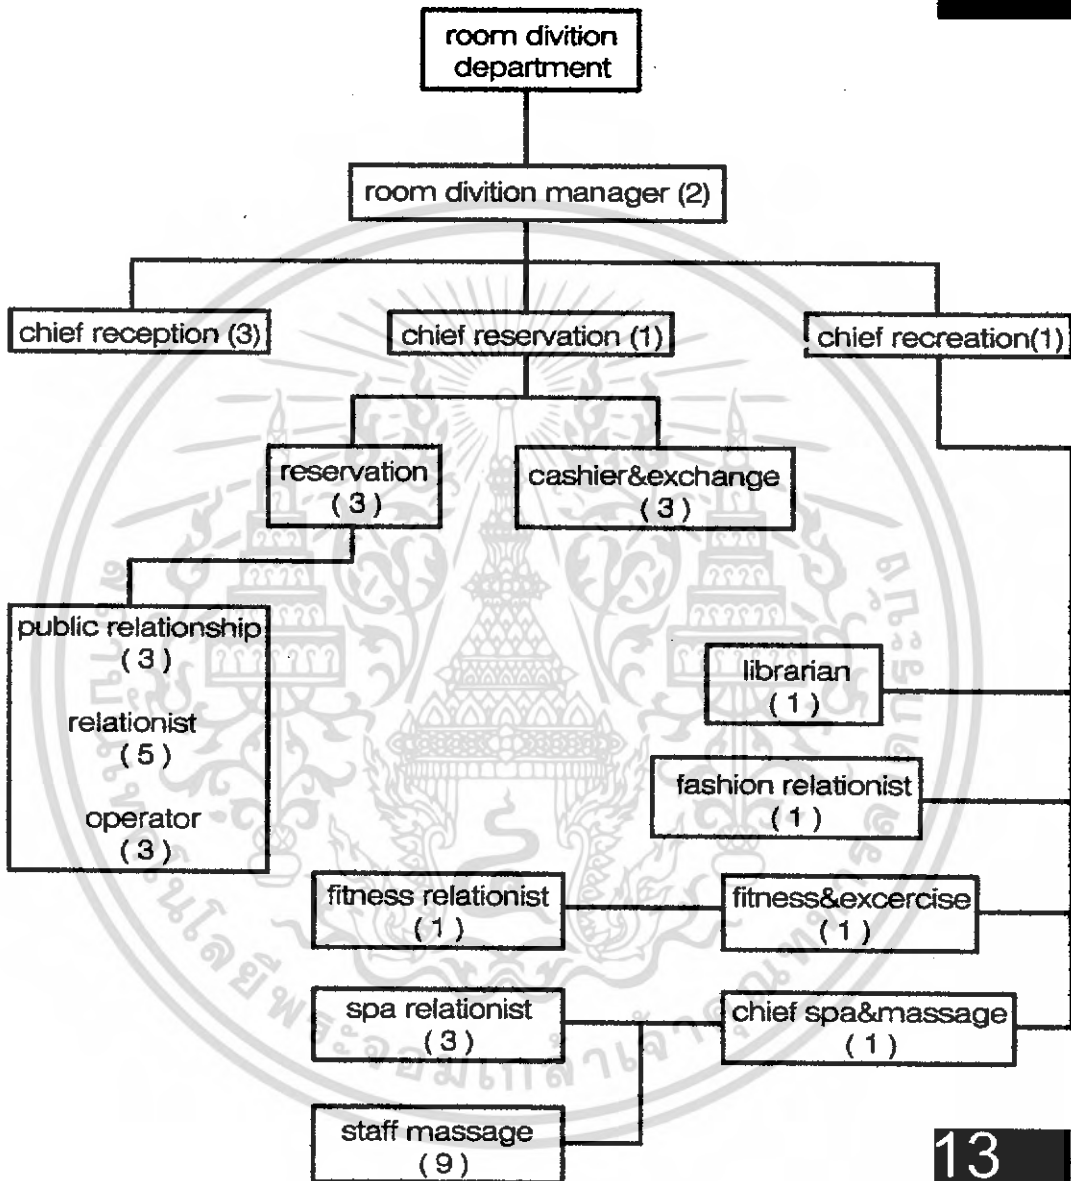 room divition
department
room divition manager (2)
chief reception (3)
chief reservation (1)
chief recreation(1)
reservation
(3)
cashier&exchange
(3)
public relationship
(3)
relationist
(5)
operator
(3)
librarian
(1)
fashion relationist
(1)
fitness relationist
(1)
fitness&excercise
(1)
spa relationist
(3)
chief spa&massage
(1)
staff massage
(9)
13